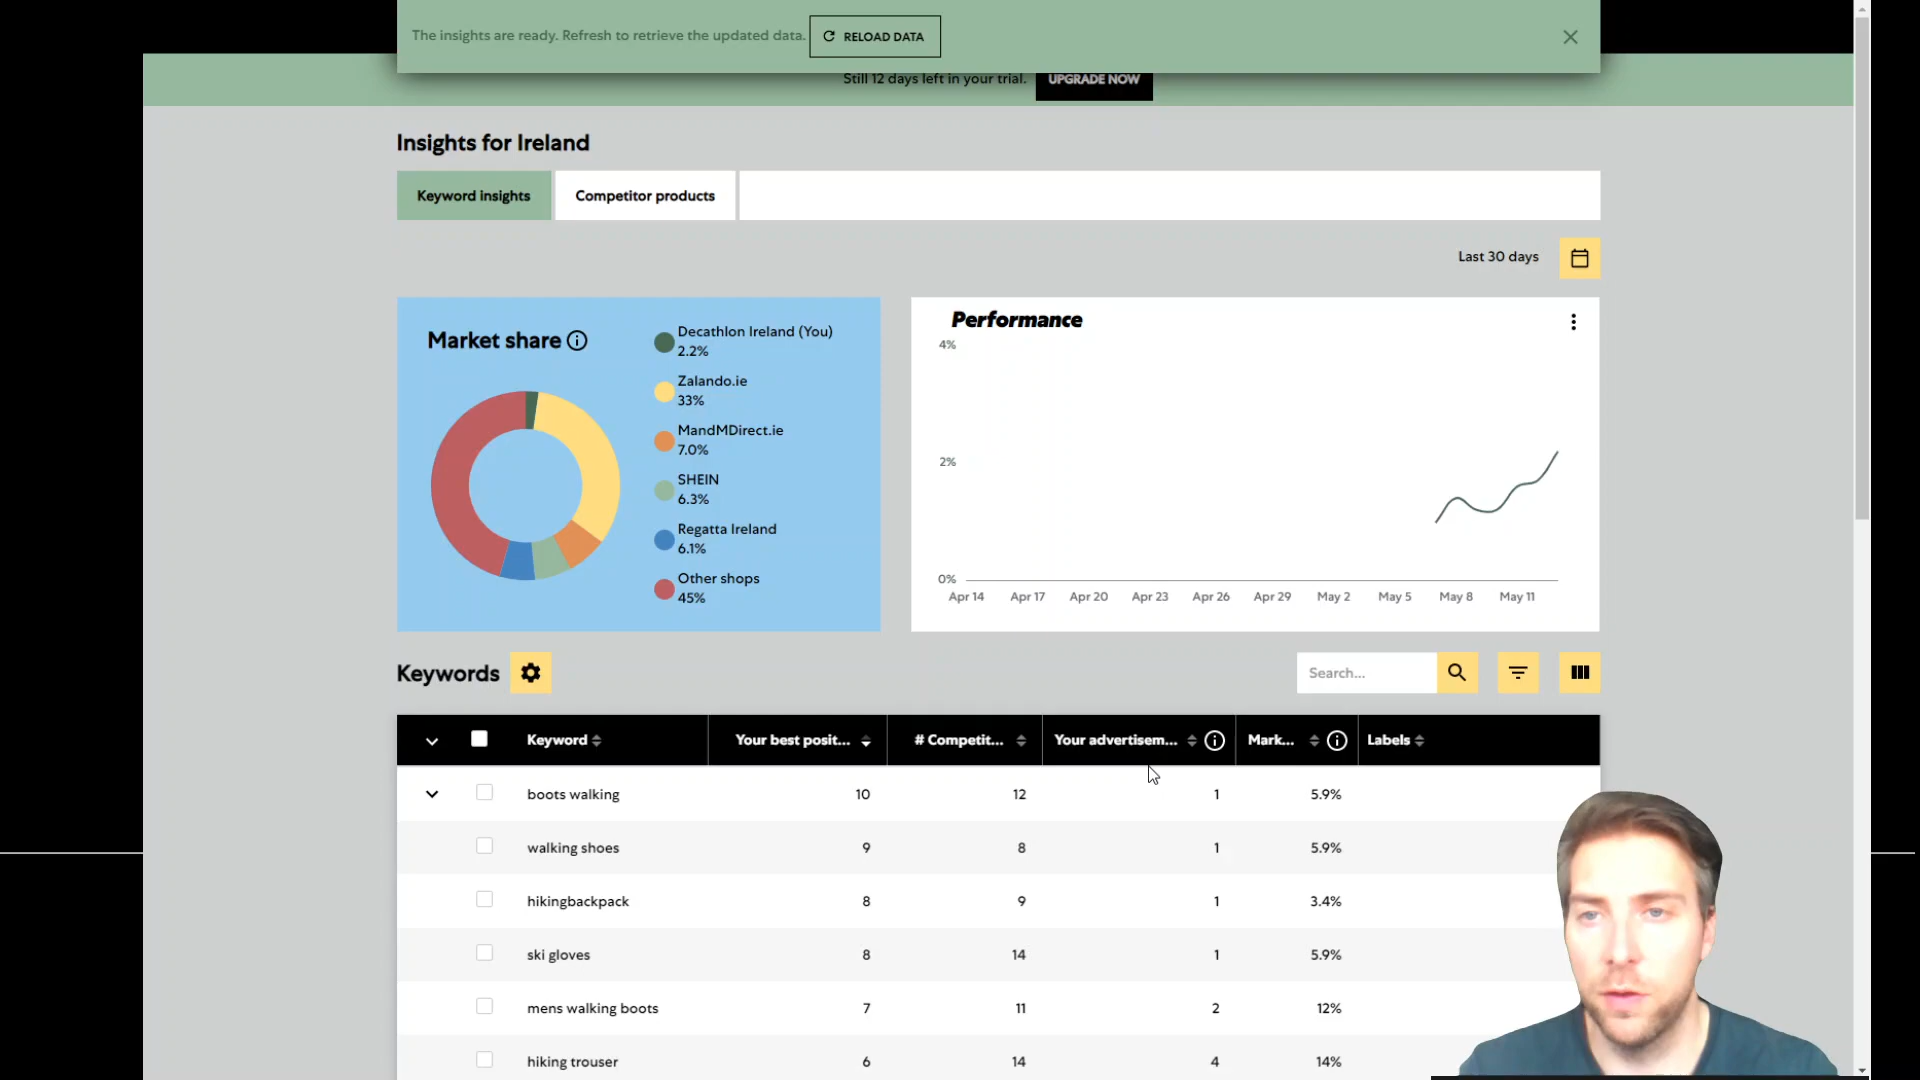 The insights are ready. Refresh to retrieve the updated data. RELOAD DATA
Still 12 days left in your trial. UPGRADE NOW
Insights for Ireland
Keyword insights Competitor products
Last 30 days
Market share
Decathlon Ireland (You)
2.2%
Zalando.ie
33%
MandMDirect.ie
7.0%
SHEIN
6.3%
Regatta Ireland
6.1%
Other shops
45%
Performance
4%
2%
0%
Apr 14 Apr 17 Apr 20 Apr 23 Apr 26 Apr 29 May 2 May 5 May 8 May 11
Keywords Search...
Keyword Your best posit... # Competit... Your advertisem... Mark... Labels
boots walking 10 12 1 5.9%
walking shoes 9 8 1 5.9%
hikingbackpack 8 9 1 3.4%
ski gloves 8 14 1 5.9%
mens walking boots 7 11 2 12%
hiking trouser 6 14 4 14%